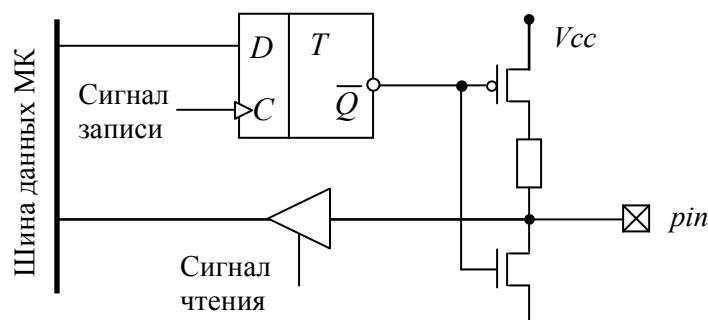 Шина данных МК
D
T
C
Q
Сигнал
записи
Сигнал
чтения
Vcc
pin